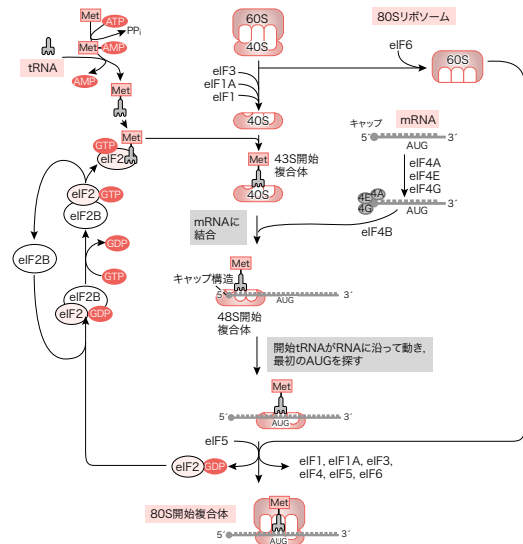 Met
ATP
PPi
Met
AMP
tRNA
AMP
Met
Met
GTP
eIF2
eIF2
GTP
eIF2B
GDP
eIF2B
GTP
eIF2B
eIF2
GDP
60S
40S
80Sリボソーム
eIF6
60S
eIF3
eIF1A
eIF1
40S
mRNA
キャップ
5´
3´
AUG
Met
43S開始
複合体
40S
eIF4A
eIF4E
eIF4G
4A
4E
4G
3´
AUG
eIF4B
mRNAに
結合
Met
キャップ構造
5´
3´
AUG
48S開始
複合体
開始tRNAがRNAに沿って動き，
最初のAUGを探す
Met
5´
3´
AUG
eIF5
eIF2
GDP
eIF1, eIF1A, eIF3,
eIF4, eIF5, eIF6
80S開始複合体
Met
5´
3´
AUG